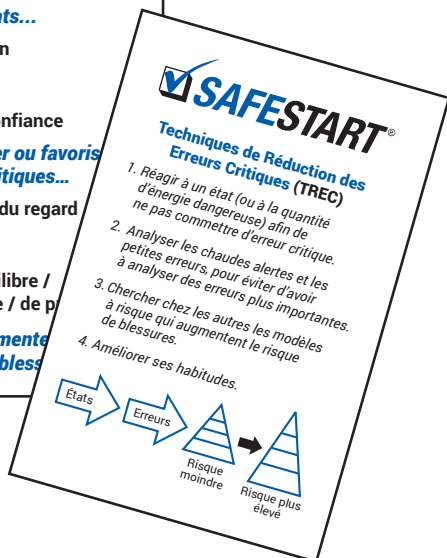 ats...
nfiance
er ou favoris
itiques...
du regard
ilibre /
e / de p
mente
bless
SAFESTART®
Techniques de Réduction des
Erreurs Critiques (TREC)
1. Réagir à un état (ou à la quantité
d'énergie dangereuse) afin de
ne pas commettre d'erreur critique.
2. Analyser les chaudes alertes et les
petites erreurs, pour éviter d'avoir
à analyser des erreurs plus importantes.
3. Chercher chez les autres les modèles
à risque qui augmentent le risque
de blessures.
4. Améliorer ses habitudes.
États
Erreurs
Risque
moindre
Risque plus
élevé